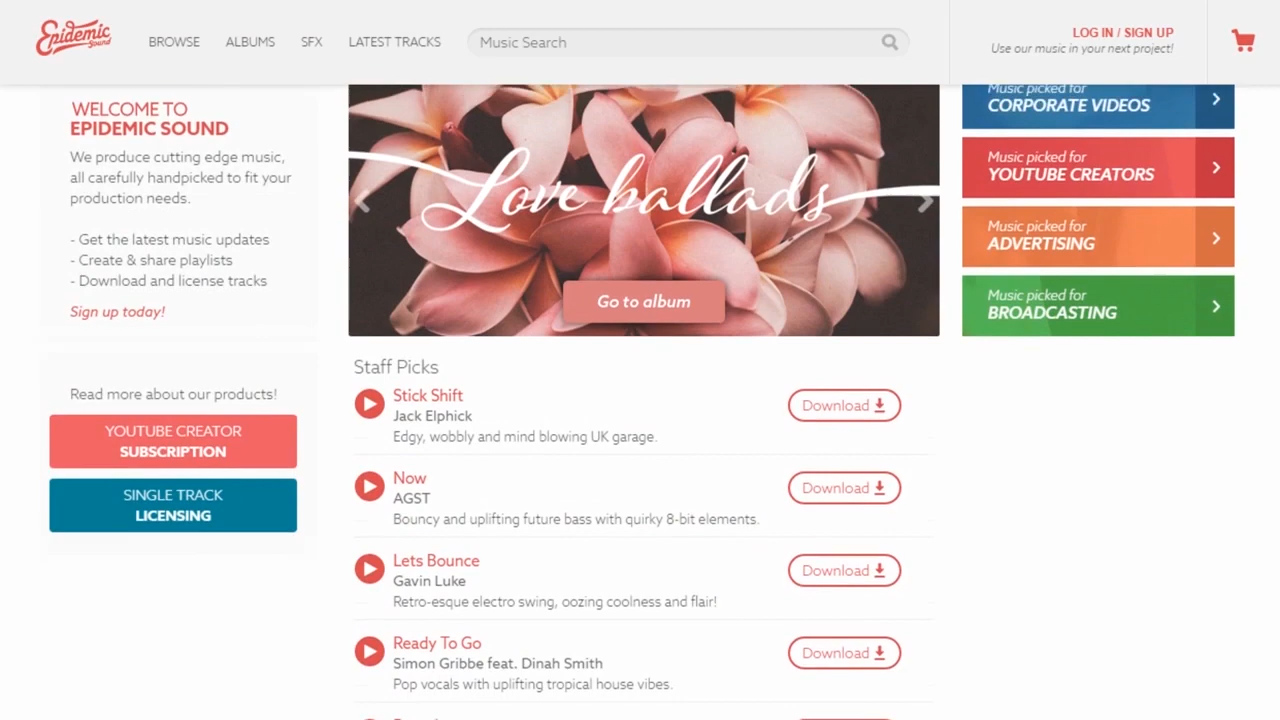 Epidemic
Sound
BROWSE
ALBUMS
SFX
LATEST TRACKS
Music Search
LOG IN / SIGN UP
Use our music in your next project!
WELCOME TO
EPIDEMIC SOUND
We produce cutting edge music,
all carefully handpicked to fit your
production needs.
- Get the latest music updates
- Create & share playlists
- Download and license tracks
Sign up today!
Read more about our products!
YOUTUBE CREATOR
SUBSCRIPTION
SINGLE TRACK
LICENSING
Love ballads
Go to album
Staff Picks
Stick Shift
Jack Elphick
Edgy, wobbly and mind blowing UK garage.
Download
Now
AGST
Bouncy and uplifting future bass with quirky 8-bit elements.
Download
Lets Bounce
Gavin Luke
Retro-esque electro swing, oozing coolness and flair!
Download
Ready To Go
Simon Gribbe feat. Dinah Smith
Pop vocals with uplifting tropical house vibes.
Download
Music picked for
CORPORATE VIDEOS
Music picked for
YOUTUBE CREATORS
Music picked for
ADVERTISING
Music picked for
BROADCASTING